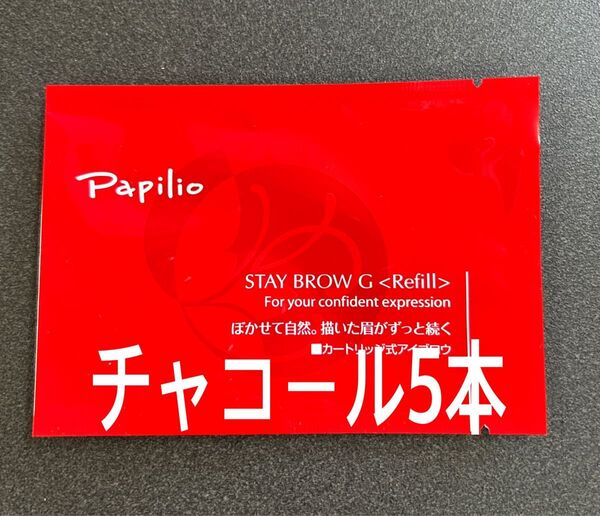 Papilio
STAY BROW G <Refill>
For your confident expression
ぼかせて自然。描いた眉がずっと続く
■カートリッジ式アイブロウ
チャコール5本